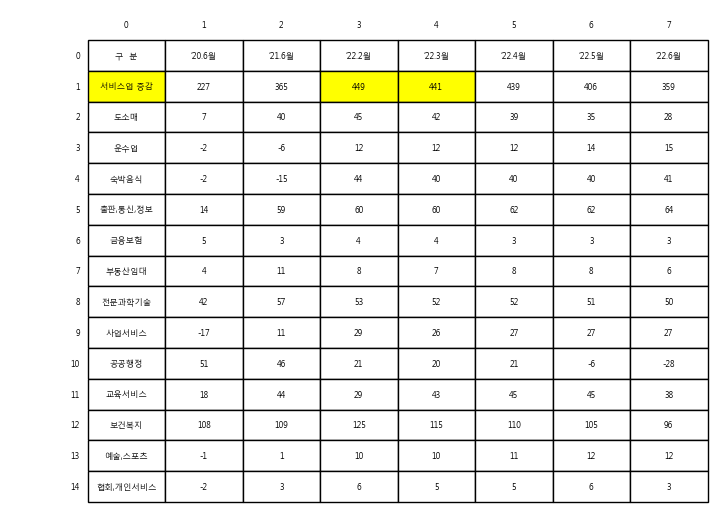 0 1 2 3 4 5 6 7
0 구 분 '20.6월 '21.6월 '22.2월 '22.3월 '22.4월 '22.5월 '22.6월
1 서비스업 증감 227 365 449 441 439 406 359
2 도소매 7 40 45 42 39 35 28
3 운수업 -2 -6 12 12 12 14 15
4 숙박음식 -2 -15 44 40 40 40 41
5 출판,통신,정보 14 59 60 60 62 62 64
6 금융보험 5 3 4 4 3 3 3
7 부동산임대 4 11 8 7 8 8 6
8 전문과학기술 42 57 53 52 52 51 50
9 사업서비스 -17 11 29 26 27 27 27
10 공공행정 51 46 21 20 21 -6 -28
11 교육서비스 18 44 29 43 45 45 38
12 보건복지 108 109 125 115 110 105 96
13 예술,스포츠 -1 1 10 10 11 12 12
14 협회,개인서비스 -2 3 6 5 5 6 3